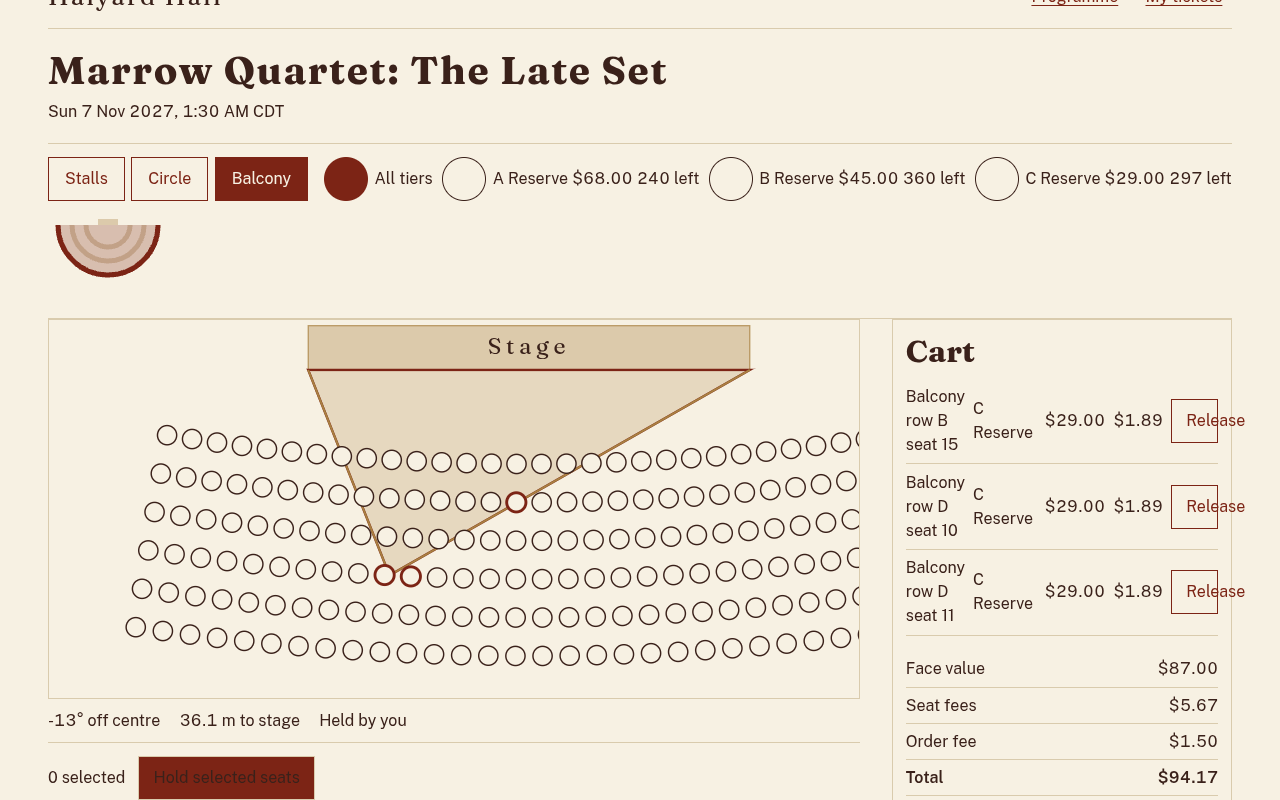 Halyard Hall
Programme My tickets
Marrow Quartet: The Late Set
Sun 7 Nov 2027, 1:30 AM CDT
Stalls Circle Balcony All tiers A Reserve $68.00 240 left B Reserve $45.00 360 left C Reserve $29.00 297 left
Stage
-13° off centre 36.1 m to stage Held by you
0 selected Hold selected seats
Cart
Balcony
row B
seat 15
C
Reserve
$29.00 $1.89 Release
Balcony
row D
seat 10
C
Reserve
$29.00 $1.89 Release
Balcony
row D
seat 11
C
Reserve
$29.00 $1.89 Release
Face value $87.00
Seat fees $5.67
Order fee $1.50
Total $94.17